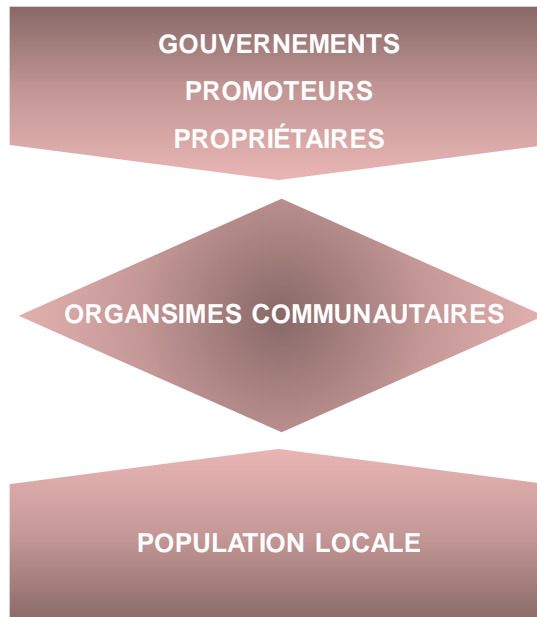 GOUVERNEMENTS
PROMOTEURS
PROPRIÉTAIRES
ORGANSIMES COMMUNAUTAIRES
POPULATION LOCALE